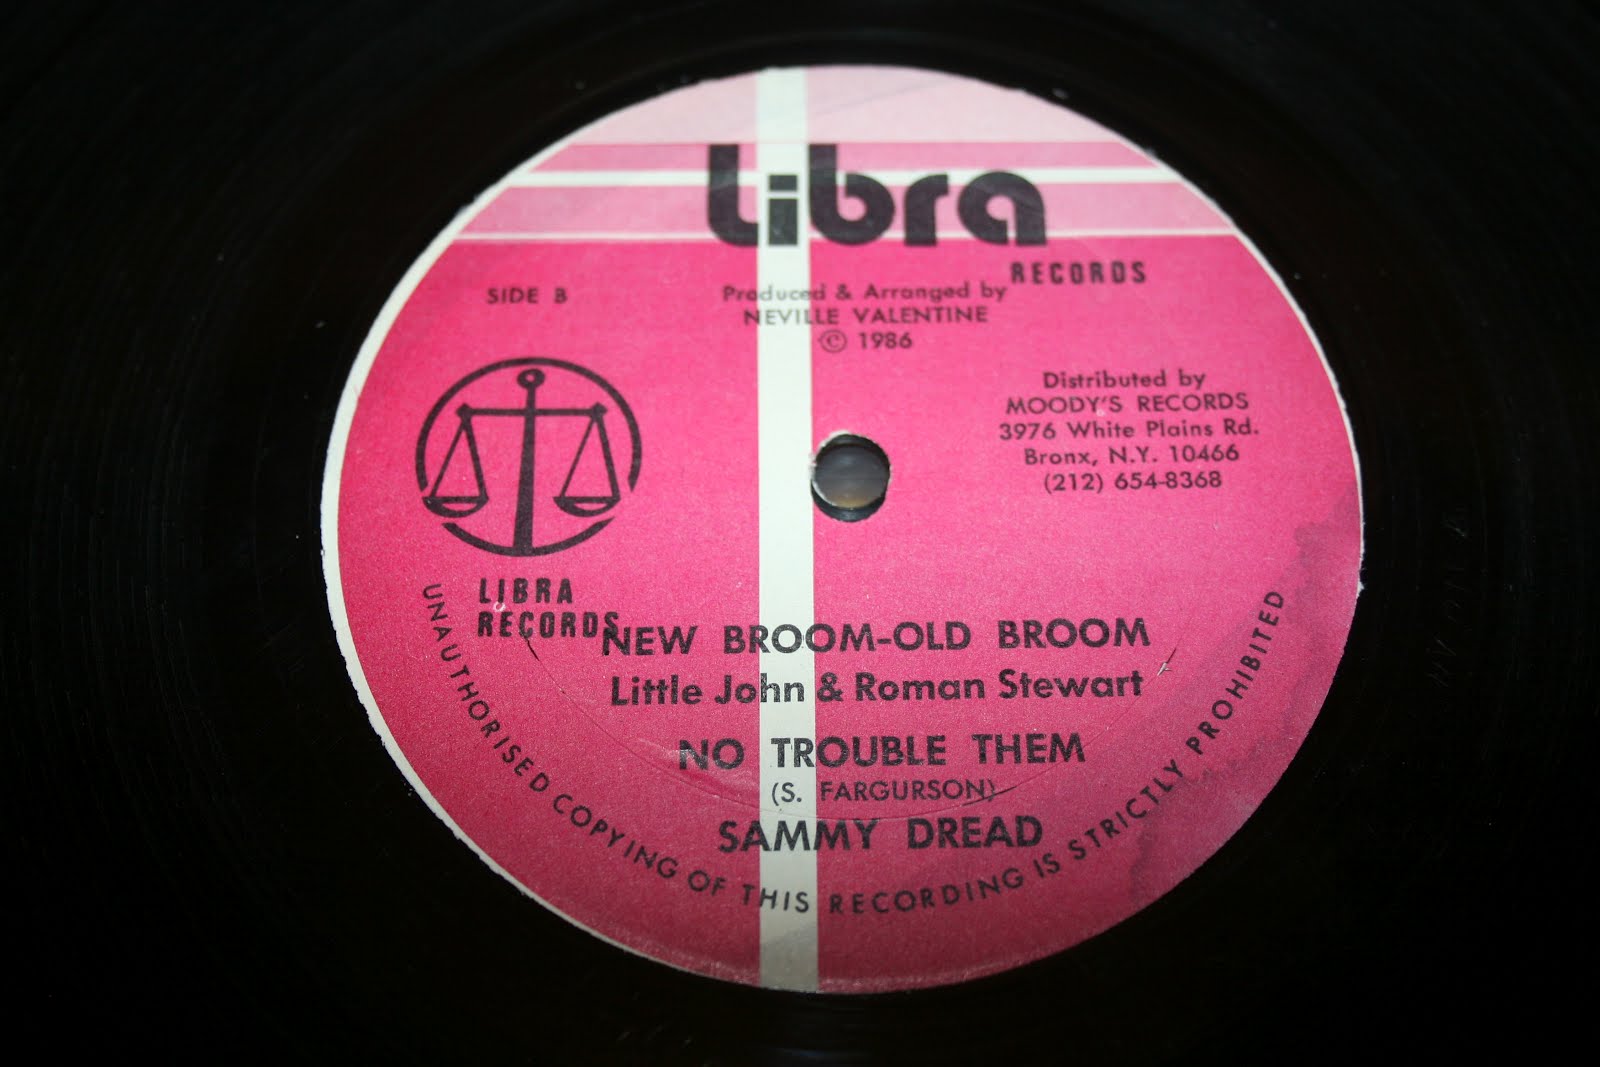 Libra
RECORDS
SIDE B
Produced & Arranged by
NEVILLE VALENTINE
© 1986
Distributed by
MOODY'S RECORDS
3976 White Plains Rd.
Bronx, N.Y. 10466
(212) 654-8368
LIBRA
RECORDS
NEW BROOM-OLD BROOM
Little John & Roman Stewart
NO TROUBLE THEM
(S. FARGURSON)
SAMMY DREAD
UNAUTHORISED COPYING OF THIS RECORDING IS STRICTLY PROHIBITED